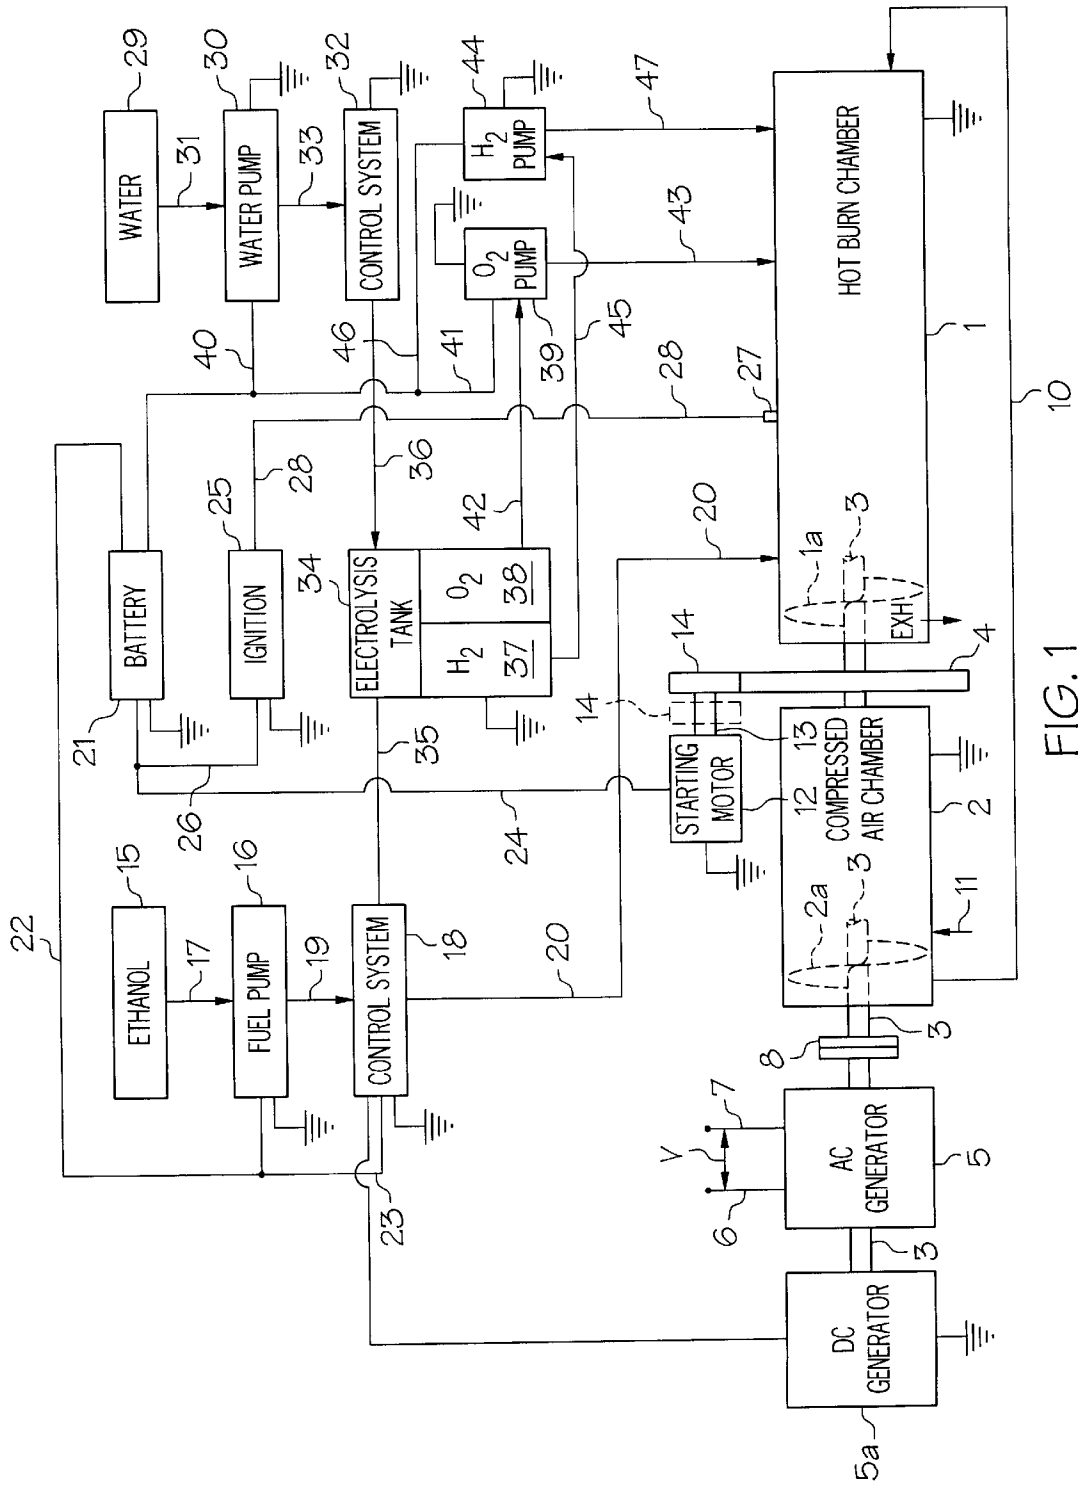 29
WATER
31
30
WATER PUMP
33
32
CONTROL SYSTEM
40
46
41
36
44
H2
PUMP
O2
PUMP
39
45
43
47
42
22
21
BATTERY
25
IGNITION
28
28
26
24
27
34
ELECTROLYSIS
TANK
H2
37
O2
38
35
15
ETHANOL
17
16
FUEL PUMP
19
CONTROL SYSTEM
18
20
20
23
14
14
13
STARTING
MOTOR
12
HOT BURN CHAMBER
1
1a
3
EXH
4
10
COMPRESSED
AIR CHAMBER
2
2a
3
11
3
8
AC
GENERATOR
5
6
V
7
3
DC
GENERATOR
5a
FIG. 1